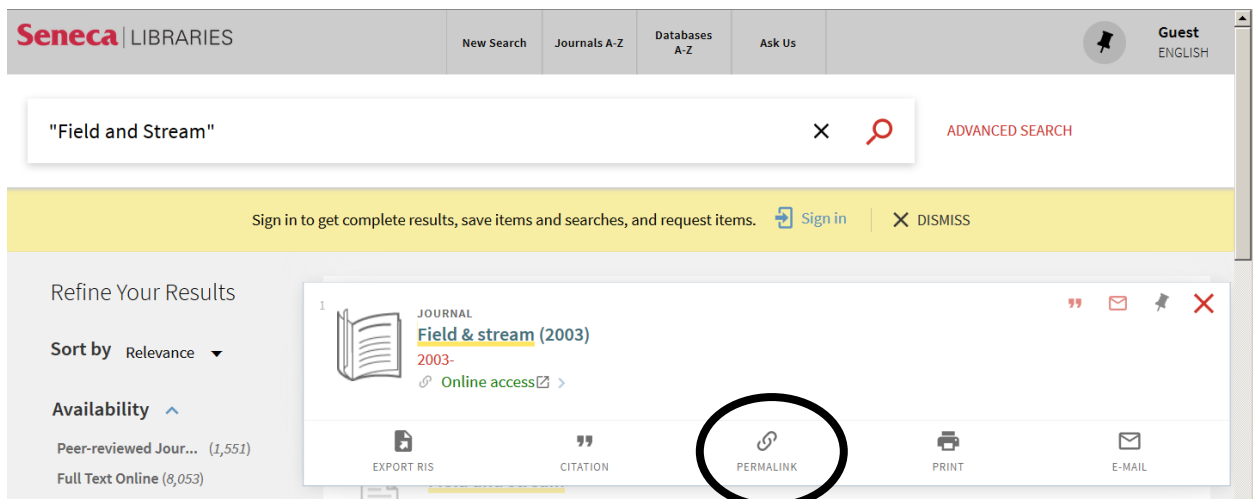 Seneca | LIBRARIES
New Search
Journals A-Z
Databases
A-Z
Ask Us
Guest
ENGLISH
"Field and Stream"
ADVANCED SEARCH
Sign in to get complete results, save items and searches, and request items.
Sign in
DISMISS
Refine Your Results
Sort by Relevance
Availability
Peer-reviewed Jour... (1,551)
Full Text Online (8,053)
1
JOURNAL
Field & stream (2003)
2003-
Online access
EXPORT RIS
CITATION
PERMALINK
PRINT
E-MAIL